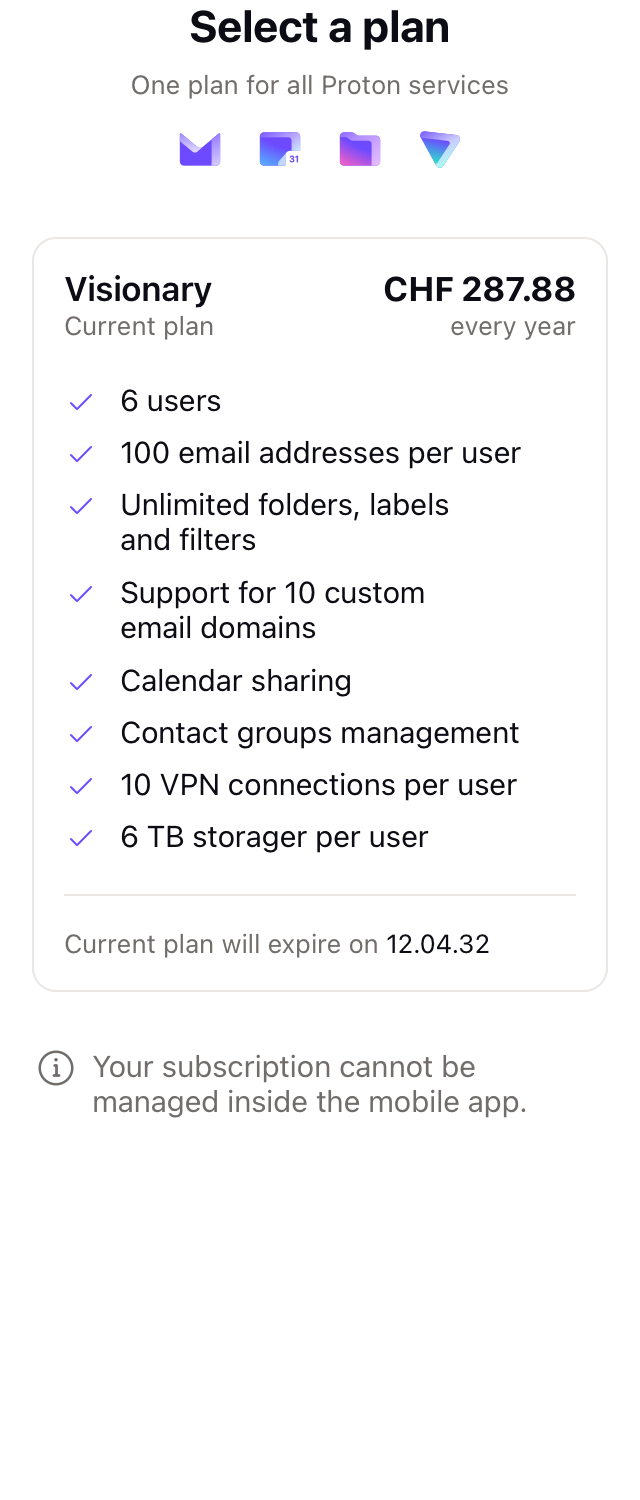 Select a plan
One plan for all Proton services
31
Visionary
CHF 287.88
Current plan
every year
6 users
100 email addresses per user
Unlimited folders, labels
and filters
Support for 10 custom
email domains
Calendar sharing
Contact groups management
10 VPN connections per user
6 TB storager per user
Current plan will expire on 12.04.32
Your subscription cannot be
managed inside the mobile app.